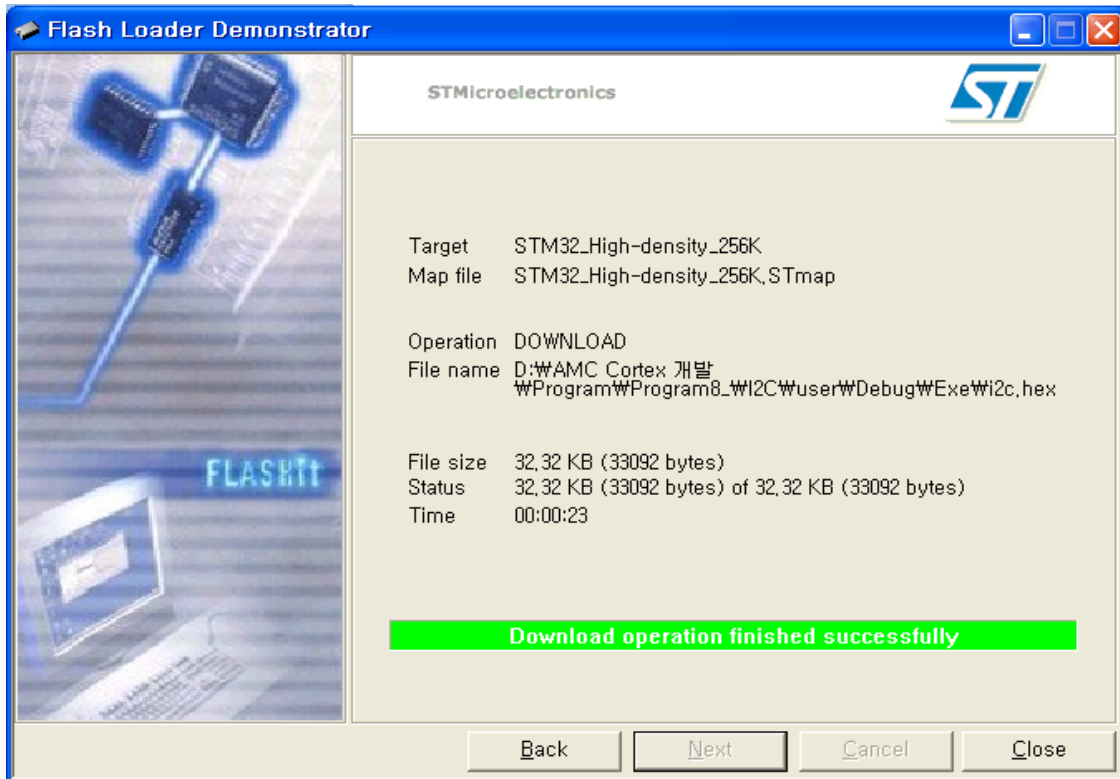 Flash Loader Demonstrator
STMicroelectronics
ST
Target STM32_High-density_256K
Map file STM32_High-density_256K.STmap
Operation DOWNLOAD
File name D:₩AMC Cortex 개발
₩Program₩Program8_₩I2C₩user₩Debug₩Exe₩i2c.hex
File size 32.32 KB (33092 bytes)
Status 32.32 KB (33092 bytes) of 32.32 KB (33092 bytes)
Time 00:00:23
FLASHit
Download operation finished successfully
Back Next Cancel Close